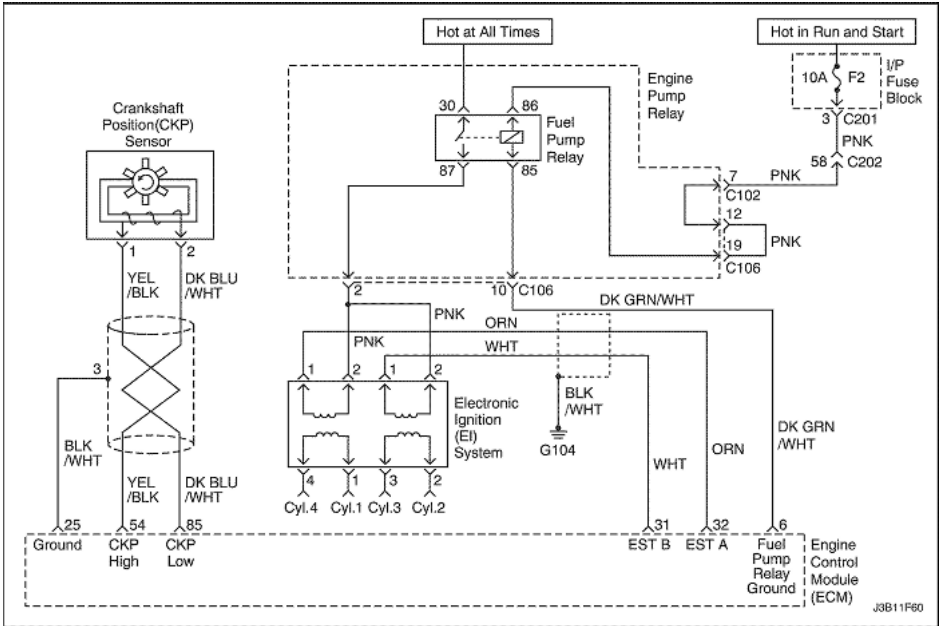 Hot at All Times
Hot in Run and Start
10A
F2
I/P
Fuse
Block
Engine
Pump
Relay
30
86
Fuel
Pump
Relay
87
85
3
C201
PNK
58
C202
7
PNK
C102
12
19
PNK
C106
Crankshaft
Position(CKP)
Sensor
1
2
YEL
/BLK
DK BLU
/WHT
2
10
C106
DK GRN/WHT
PNK
ORN
PNK
WHT
3
1
2
1
2
Electronic
Ignition
(EI)
System
BLK
/WHT
G104
BLK
/WHT
YEL
/BLK
DK BLU
/WHT
4
1
3
2
Cyl.4
Cyl.1
Cyl.3
Cyl.2
WHT
ORN
DK GRN
/WHT
25
54
85
31
32
6
Ground
CKP
High
CKP
Low
EST B
EST A
Fuel
Pump
Relay
Ground
Engine
Control
Module
(ECM)
J3B11F60